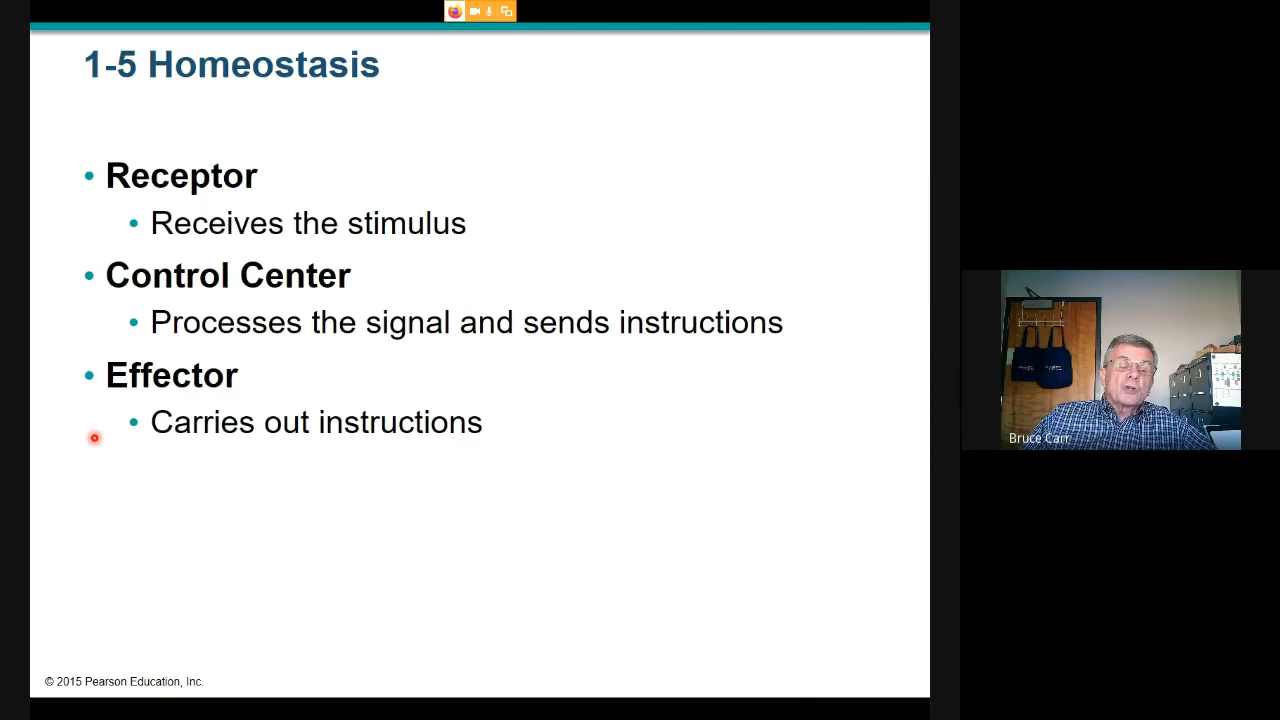 1-5 Homeostasis
• Receptor
• Receives the stimulus
• Control Center
• Processes the signal and sends instructions
• Effector
• Carries out instructions
© 2015 Pearson Education, Inc.
Bruce Carr